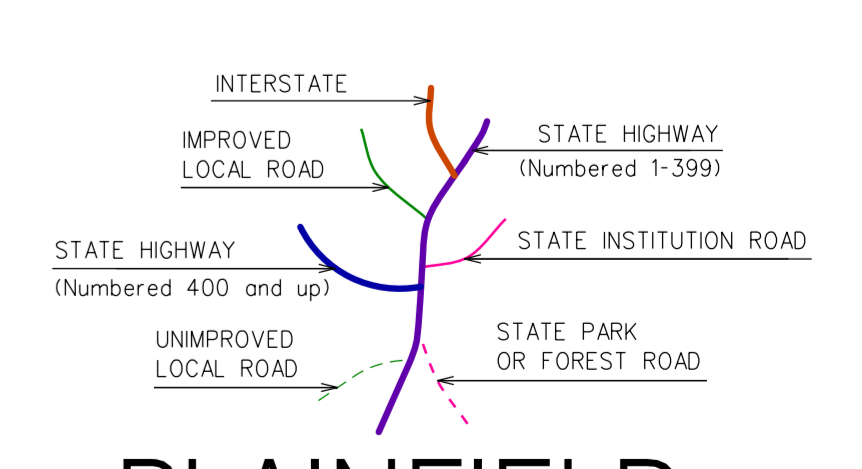 INTERSTATE
IMPROVED
LOCAL ROAD
STATE HIGHWAY
(Numbered 1-399)
STATE HIGHWAY
(Numbered 400 and up)
STATE INSTITUTION ROAD
UNIMPROVED
LOCAL ROAD
STATE PARK
OR FOREST ROAD
PLAINFIELD